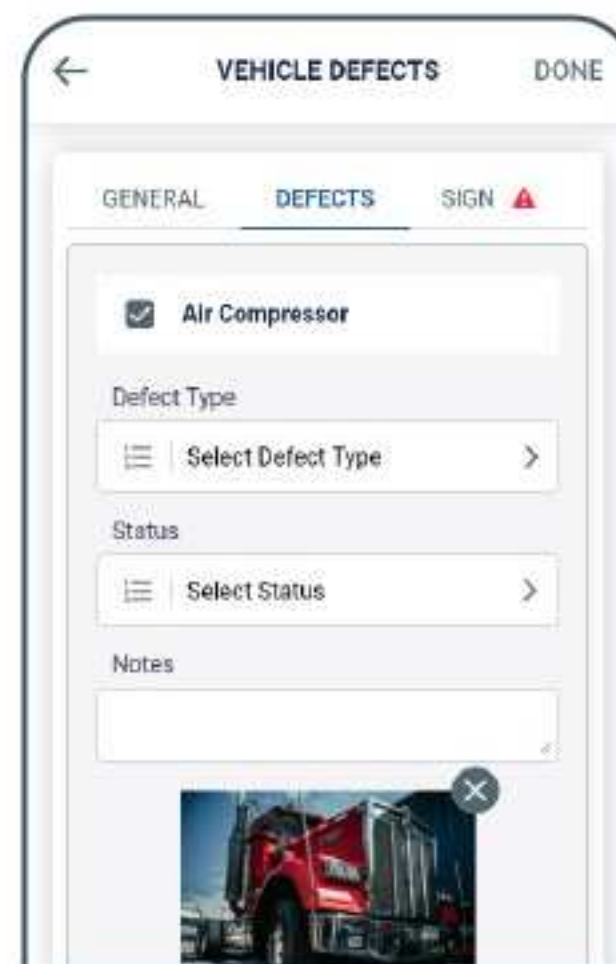 VEHICLE DEFECTS DONE
GENERAL DEFECTS SIGN
Air Compressor
Defect Type
Select Defect Type
Status
Select Status
Notes